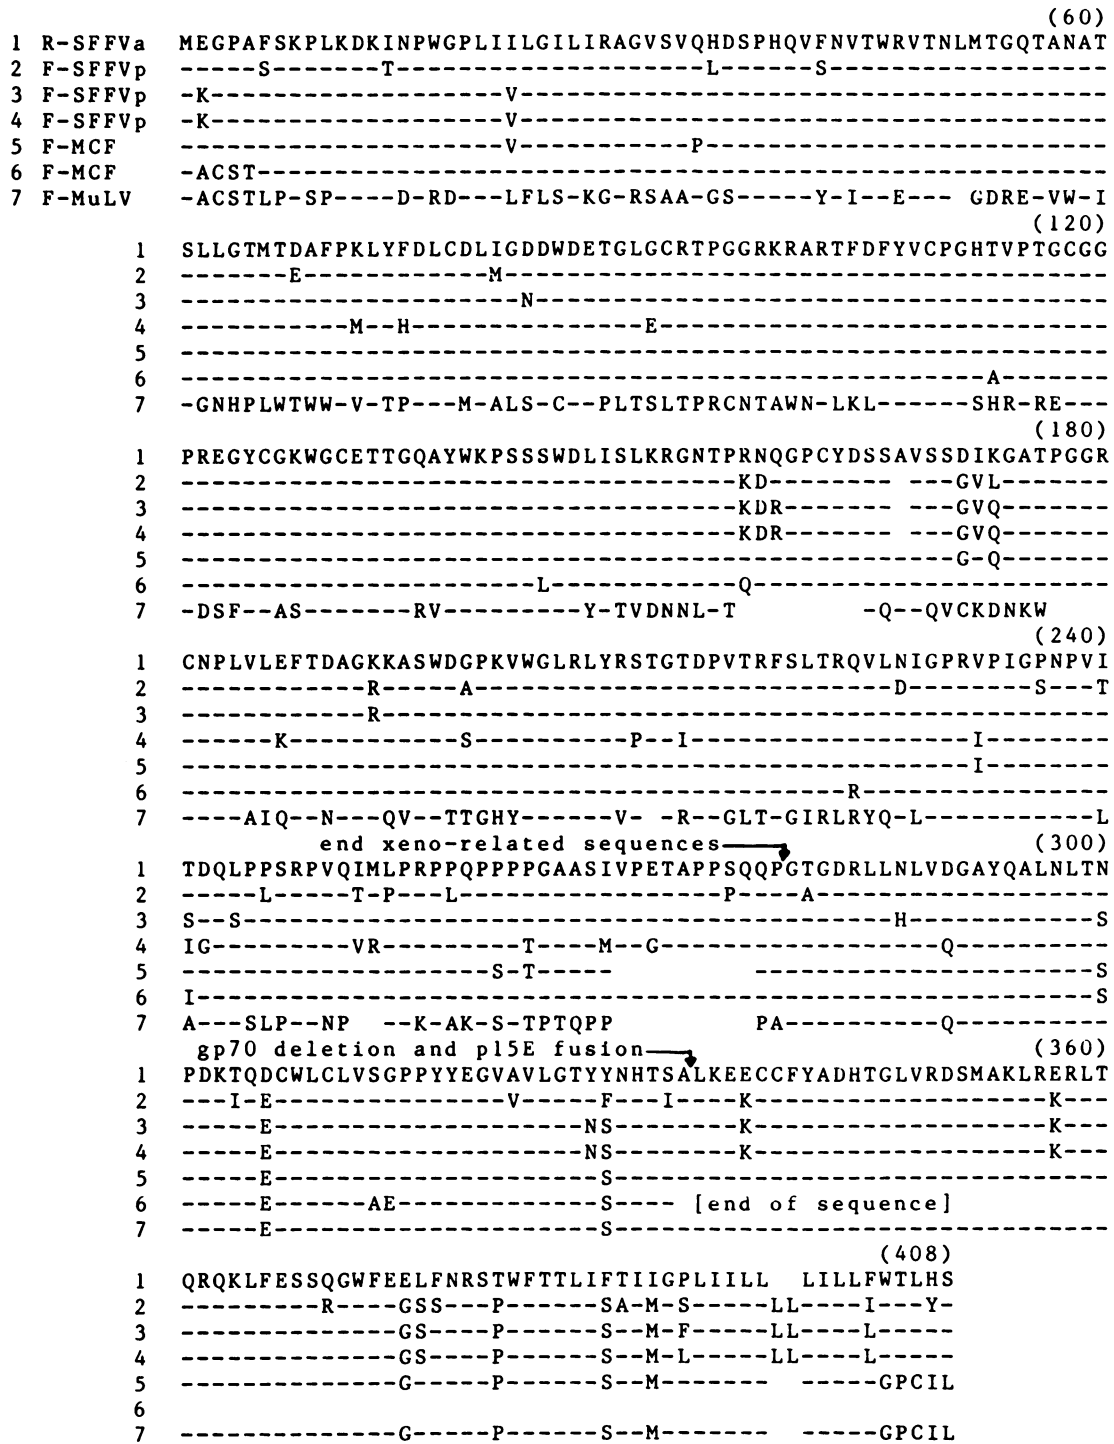 (60)
1 R-SFFVa MEGPAFSKPLKDKINPWGPLIILGILIRAGVSVQHDSPHQVFNVTWRVTNLMTGQTANAT
2 F-SFFVp -----S-------T--------------------L------S------------------
3 F-SFFVp -K-------------------V--------------------------------------
4 F-SFFVp -K-------------------V--------------------------------------
5 F-MCF ---------------------V-----------P--------------------------
6 F-MCF -ACST-------------------------------------------------------
7 F-MuLV -ACSTLP-SP----D-RD---LFLS-KG-RSAA-GS-----Y-I--E--- GDRE-VW-I
(120)
1 SLLGTMTDAFPKLYFDLCDLIGDDWDETGLGCRTPGGRKRARTFDFYVCPGHTVPTGCGG
2 -------E------------M---------------------------------------
3 ----------------------N-------------------------------------
4 -----------M--H---------------E-----------------------------
5 ------------------------------------------------------------
6 ----------------------------------------------------A-------
7 -GNHPLWTWW-V-TP---M-ALS-C--PLTSLTPRCNTAWN-LKL------SHR-RE---
(180)
1 PREGYCGKWGCETTGQAYWKPSSSWDLISLKRGNTPRNQGPCYDSSAVSSDIKGATPGGR
2 ------------------------------------KD-------- ---GVL-------
3 ------------------------------------KDR------- ---GVQ-------
4 ------------------------------------KDR------- ---GVQ-------
5 --------------------------------------------------G-Q-------
6 -----------------------L------------Q-----------------------
7 -DSF--AS-------RV----------Y-TVDNNL-T -Q--QVCKDNKW
(240)
1 CNPLVLEFTDAGKKASWDGPKVWGLRLYRSTGTDPVTRFSLTRQVLNIGPRVPIGPNPVI
2 ------------R-----A---------------------------D--------S---T
3 ------------R-----------------------------------------------
4 ------K-----------S----------P--I------------------I--------
5 ---------------------------------------------------I--------
6 -------------------------------------------R----------------
7 ----AIQ--N---QV--TTGHY------V- -R--GLT-GIRLRYQ-L-----------L
end xeno-related sequences (300)
1 TDQLPPSRPVQIMLPRPPQPPPPGAASIVPETAPPSQQPGTGDRLLNLVDGAYQALNLTN
2 -----L-----T-P---L-----------------P----A-------------------
3 S--S------------------------------------------H------------S
4 IG---------VR---------T----M--G------------------Q----------
5 --------------------S-T----- ----------------------S
6 I----------------------------------------------------------S
7 A---SLP--NP --K-AK-S-TPTQPP PA----------Q----------
gp70 deletion and p15E fusion (360)
1 PDKTQDCWLCLVSGPPYYEGVAVLGTYYNHTSALKEECCFYADHTGLVRDSMAKLRERLT
2 ---I-E---------------V-----F---I----K-------------------K---
3 -----E--------------------NS--------K-------------------K---
4 -----E--------------------NS--------K-------------------K---
5 -----E---------------------S--------------------------------
6 -----E------AE-------------S---- [end of sequence]
7 -----E---------------------S--------------------------------
(408)
1 QRQKLFESSQGWFEELFNRSTWFTTLIFTIIGPLIILL LILLFWTLHS
2 ---------R----GSS---P------SA-M-S-----LL----I---Y-
3 --------------GS----P------S--M-F-----LL----L-----
4 --------------GS----P------S--M-L-----LL----L-----
5 --------------G-----P------S--M------- -----GPCIL
6
7 --------------G-----P------S--M------- -----GPCIL